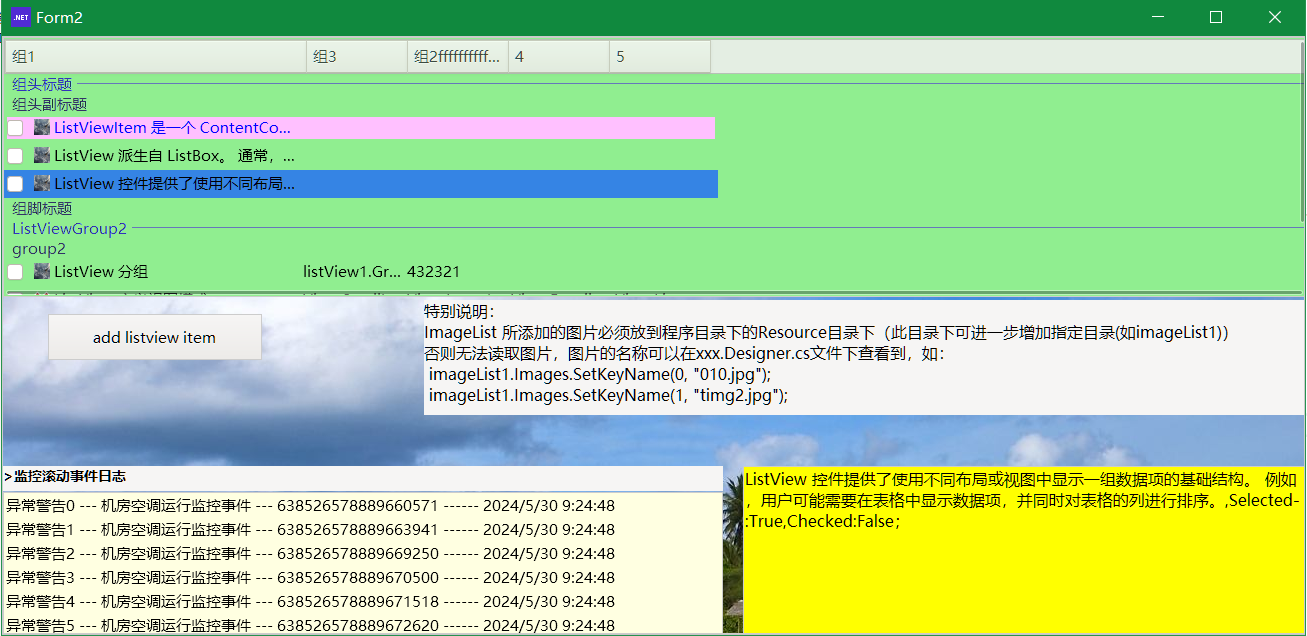 .NET Form2
组1 组3 组2ffffffffff... 4 5
组头标题
组头副标题
ListViewItem 是一个 ContentCo...
ListView 派生自 ListBox。 通常，...
ListView 控件提供了使用不同布局...
组脚标题
ListViewGroup2
group2
ListView 分组 listView1.Gr... 432321
add listview item
特别说明：
ImageList 所添加的图片必须放到程序目录下的Resource目录下（此目录下可进一步增加指定目录(如imageList1)）
否则无法读取图片，图片的名称可以在xxx.Designer.cs文件下查看到，如：
imageList1.Images.SetKeyName(0, "010.jpg");
imageList1.Images.SetKeyName(1, "timg2.jpg");
>监控滚动事件日志
异常警告0 --- 机房空调运行监控事件 --- 638526578889660571 ------ 2024/5/30 9:24:48
异常警告1 --- 机房空调运行监控事件 --- 638526578889663941 ------ 2024/5/30 9:24:48
异常警告2 --- 机房空调运行监控事件 --- 638526578889669250 ------ 2024/5/30 9:24:48
异常警告3 --- 机房空调运行监控事件 --- 638526578889670500 ------ 2024/5/30 9:24:48
异常警告4 --- 机房空调运行监控事件 --- 638526578889671518 ------ 2024/5/30 9:24:48
异常警告5 --- 机房空调运行监控事件 --- 638526578889672620 ------ 2024/5/30 9:24:48
ListView 控件提供了使用不同布局或视图中显示一组数据项的基础结构。 例如
，用户可能需要在表格中显示数据项，并同时对表格的列进行排序。,Selected-
:True,Checked:False；